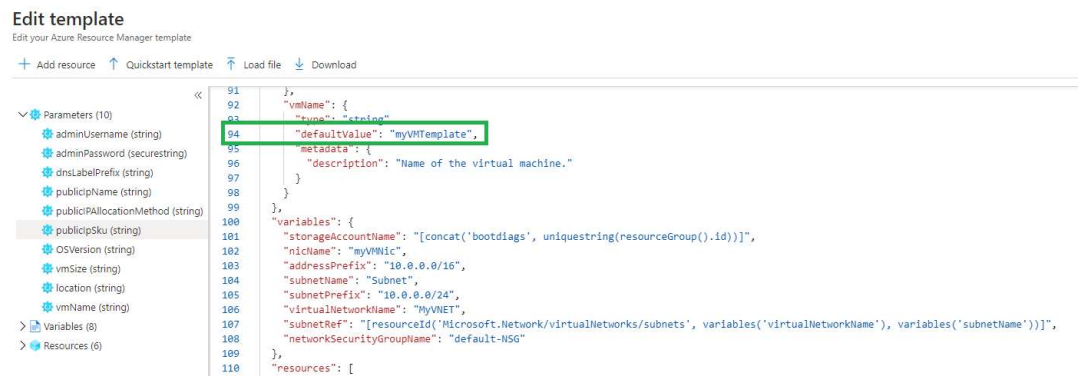 Edit template
Edit your Azure Resource Manager template
Add resource Quickstart template Load file Download
«
Parameters (10)
adminUsername (string)
adminPassword (securestring)
dnsLabelPrefix (string)
publicIpName (string)
publicIPAllocationMethod (string)
publicIpSku (string)
OSVersion (string)
vmSize (string)
location (string)
vmName (string)
Variables (8)
Resources (6)
91 },
92 "vmName": {
93 "type": "string"
94 "defaultValue": "myVMTemplate",
95 "metadata": {
96 "description": "Name of the virtual machine."
97 }
98 }
99 },
100 "variables": {
101 "storageAccountName": "[concat('bootdiags', uniquestring(resourceGroup().id))]",
102 "nicName": "myVMNic",
103 "addressPrefix": "10.0.0.0/16",
104 "subnetName": "Subnet",
105 "subnetPrefix": "10.0.0.0/24",
106 "virtualNetworkName": "MyVNET",
107 "subnetRef": "[resourceId('Microsoft.Network/virtualNetworks/subnets', variables('virtualNetworkName'), variables('subnetName'))]",
108 "networkSecurityGroupName": "default-NSG"
109 },
110 "resources": [